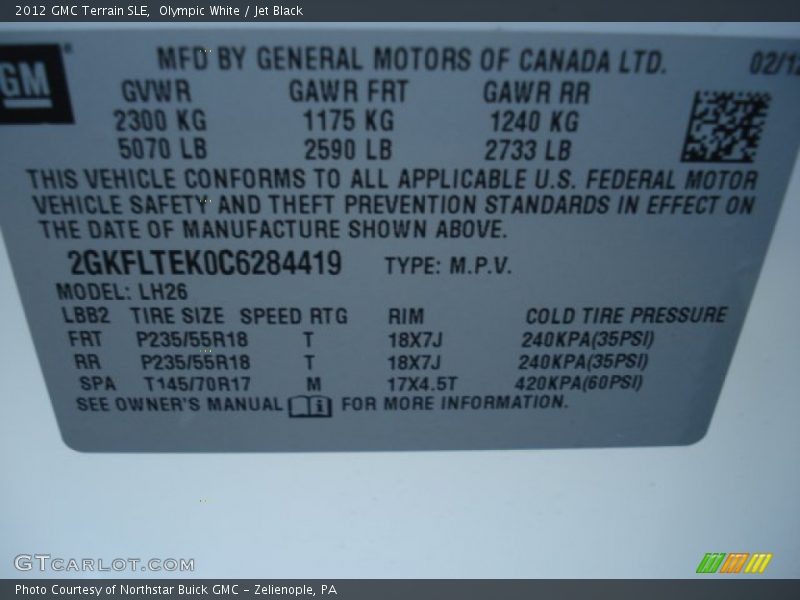 2012 GMC Terrain SLE, Olympic White / Jet Black
GM
MFD BY GENERAL MOTORS OF CANADA LTD. 02/12
GVWR GAWR FRT GAWR RR
2300 KG 1175 KG 1240 KG
5070 LB 2590 LB 2733 LB
THIS VEHICLE CONFORMS TO ALL APPLICABLE U.S. FEDERAL MOTOR
VEHICLE SAFETY AND THEFT PREVENTION STANDARDS IN EFFECT ON
THE DATE OF MANUFACTURE SHOWN ABOVE.
2GKFLTEK0C6284419 TYPE: M.P.V.
MODEL: LH26
LBB2 TIRE SIZE SPEED RTG RIM COLD TIRE PRESSURE
FRT P235/55R18 T 18X7J 240KPA(35PSI)
RR P235/55R18 T 18X7J 240KPA(35PSI)
SPA T145/70R17 M 17X4.5T 420KPA(60PSI)
SEE OWNER'S MANUAL i FOR MORE INFORMATION.
GTCARLOT.COM
Photo Courtesy of Northstar Buick GMC - Zelienople, PA